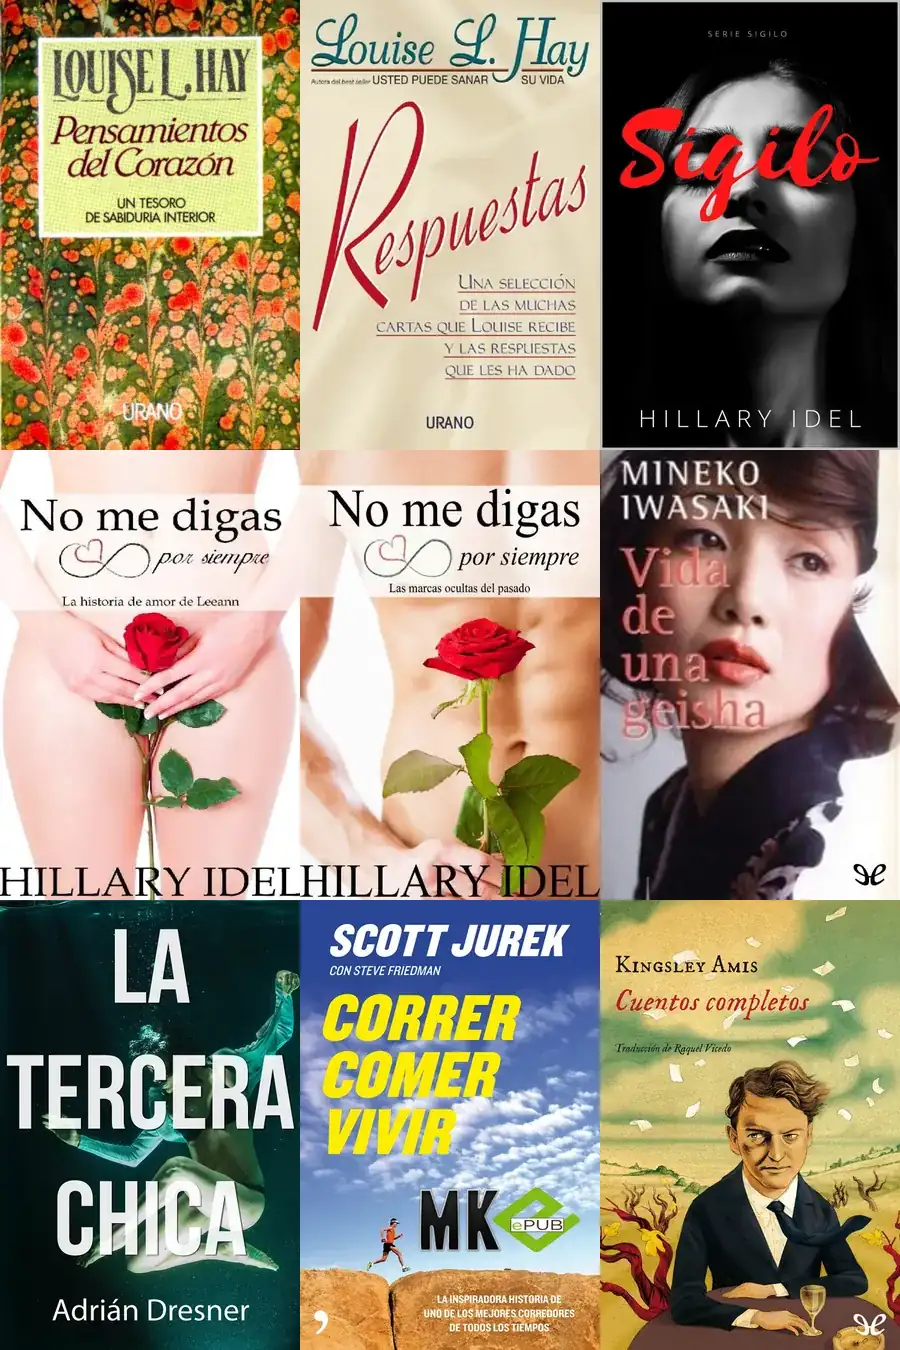 LOUISE L. HAY
Pensamientos
del Corazón
UN TESORO
DE SABIDURIA INTERIOR
URANO
Louise L. Hay
Autora del best seller USTED PUEDE SANAR SU VIDA
Respuestas
UNA SELECCIÓN
DE LAS MUCHAS
CARTAS QUE LOUISE RECIBE
Y LAS RESPUESTAS
QUE LES HA DADO
URANO
SERIE SIGILO
Sigilo
HILLARY IDEL
No me digas
por siempre
La historia de amor de Leeann
HILLARY IDEL
No me digas
por siempre
Las marcas ocultas del pasado
HILLARY IDEL
MINEKO
IWASAKI
Vida
de
una
geisha
LA
TERCERA
CHICA
Adrián Dresner
SCOTT JUREK
CON STEVE FRIEDMAN
CORRER
COMER
VIVIR
MK ePUB
LA INSPIRADORA HISTORIA DE
UNO DE LOS MEJORES CORREDORES
DE TODOS LOS TIEMPOS
KINGSLEY AMIS
Cuentos completos
Traducción de Raquel Vicedo